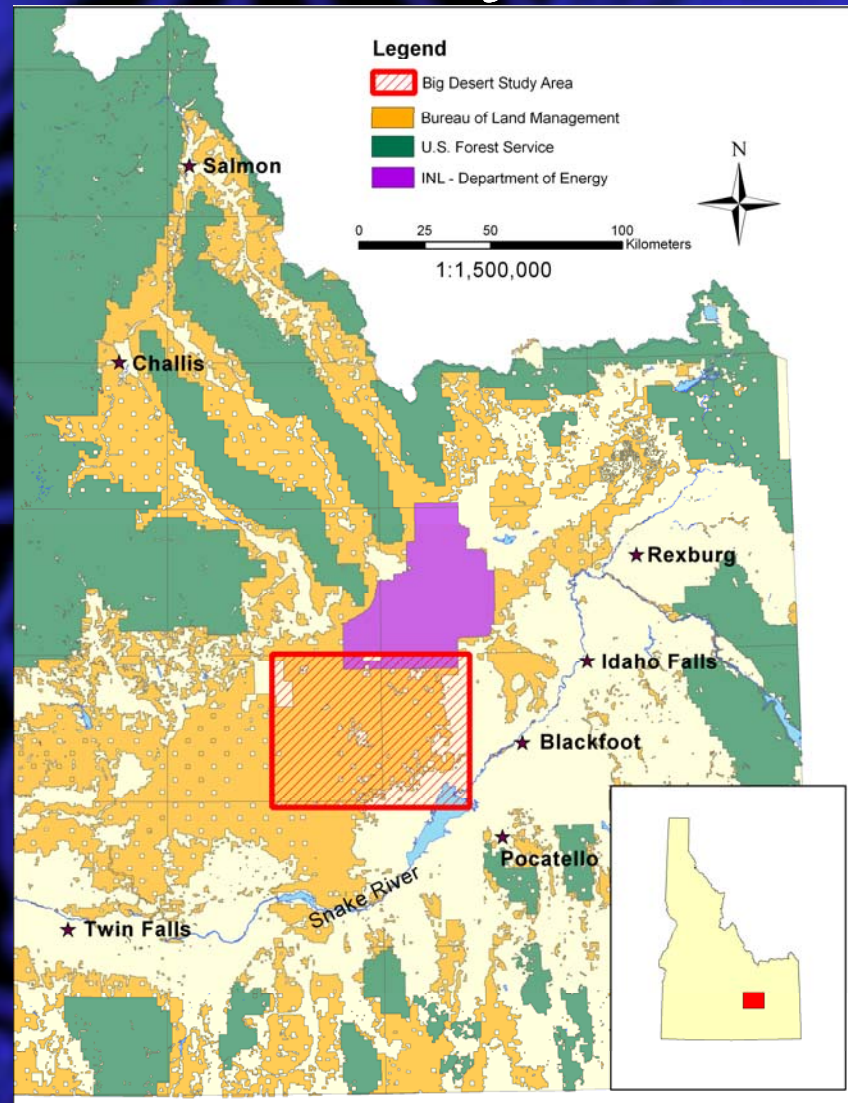 Legend
Big Desert Study Area
Bureau of Land Management
U.S. Forest Service
INL - Department of Energy
N
0 25 50 100
Kilometers
1:1,500,000
Salmon
Challis
Rexburg
Idaho Falls
Blackfoot
Pocatello
Snake River
Twin Falls